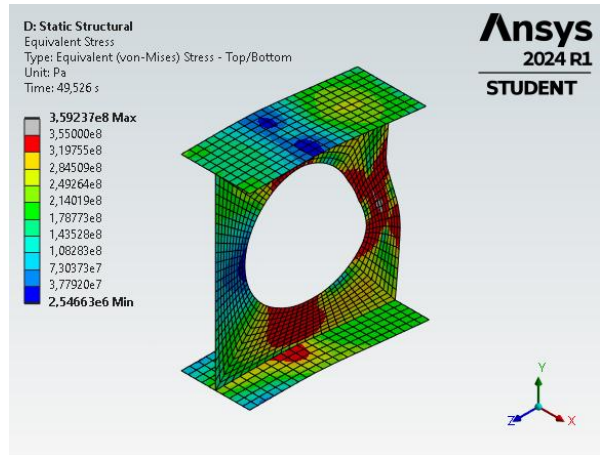 D: Static Structural
Equivalent Stress
Type: Equivalent (von-Mises) Stress - Top/Bottom
Unit: Pa
Time: 49,526 s
3,59237e8 Max
3,55000e8
3,19755e8
2,84509e8
2,49264e8
2,14019e8
1,78773e8
1,43528e8
1,08283e8
7,30373e7
3,77920e7
2,54663e6 Min
Ansys
2024 R1
STUDENT
Y
Z
X